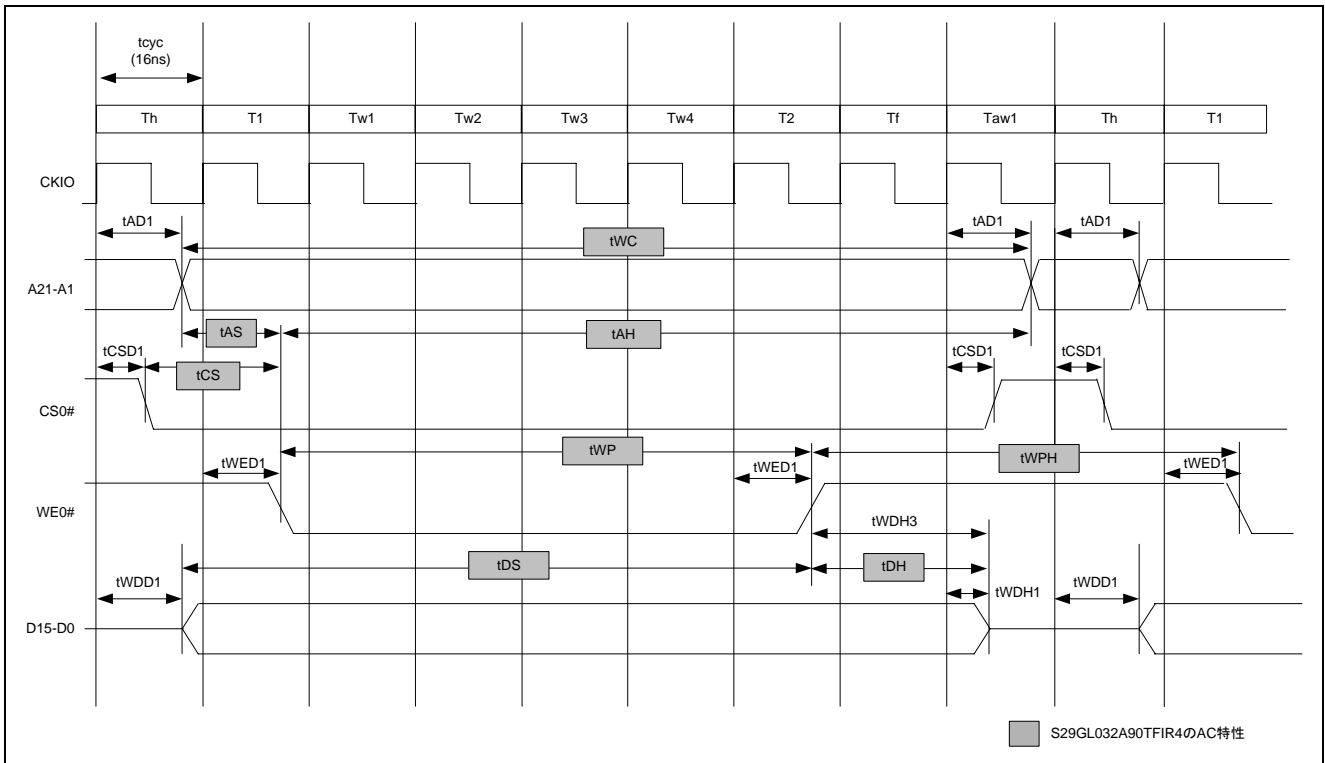 tcyc
(16ns)
Th T1 Tw1 Tw2 Tw3 Tw4 T2 Tf Taw1 Th T1
CKIO
tAD1 tAD1 tAD1
tWC
A21-A1
tAS tAH
tCSD1 tCSD1 tCSD1
tCS
CS0#
tWP tWPH
tWED1 tWED1 tWED1
WE0#
tWDH3
tDS tDH
tWDD1 tWDH1 tWDD1
D15-D0
S29GL032A90TFIR4のAC特性